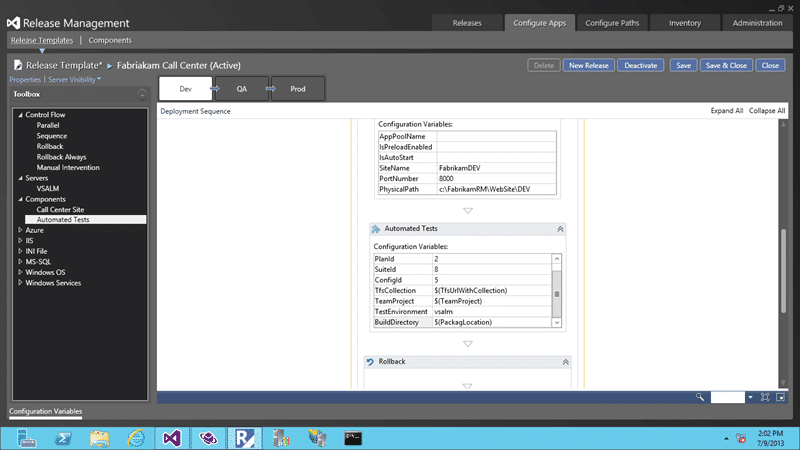 Release Management
Releases
Configure Apps
Configure Paths
Inventory
Administration
Release Templates
Components
Release Template* ▸ Fabriakam Call Center (Active)
Delete
New Release
Deactivate
Save
Save & Close
Close
Properties | Server Visibility
Toolbox
Control Flow
Parallel
Sequence
Rollback
Rollback Always
Manual Intervention
Servers
VSALM
Components
Call Center Site
Automated Tests
Azure
IIS
INI File
MS-SQL
Windows OS
Windows Services
Dev
QA
Prod
Deployment Sequence
Expand All
Collapse All
Configuration Variables:
AppPoolName
IsPreloadEnabled
IsAutoStart
SiteName FabrikamDEV
PortNumber 8000
PhysicalPath c:\FabrikamRM\WebSite\DEV
Automated Tests
Configuration Variables:
PlanId 2
SuiteId 8
ConfigId 5
TfsCollection $(TfsUrlWithCollection)
TeamProject $(TeamProject)
TestEnvironment vsalm
BuildDirectory $(PackagLocation)
Rollback
Configuration Variables
2:02 PM
7/9/2013